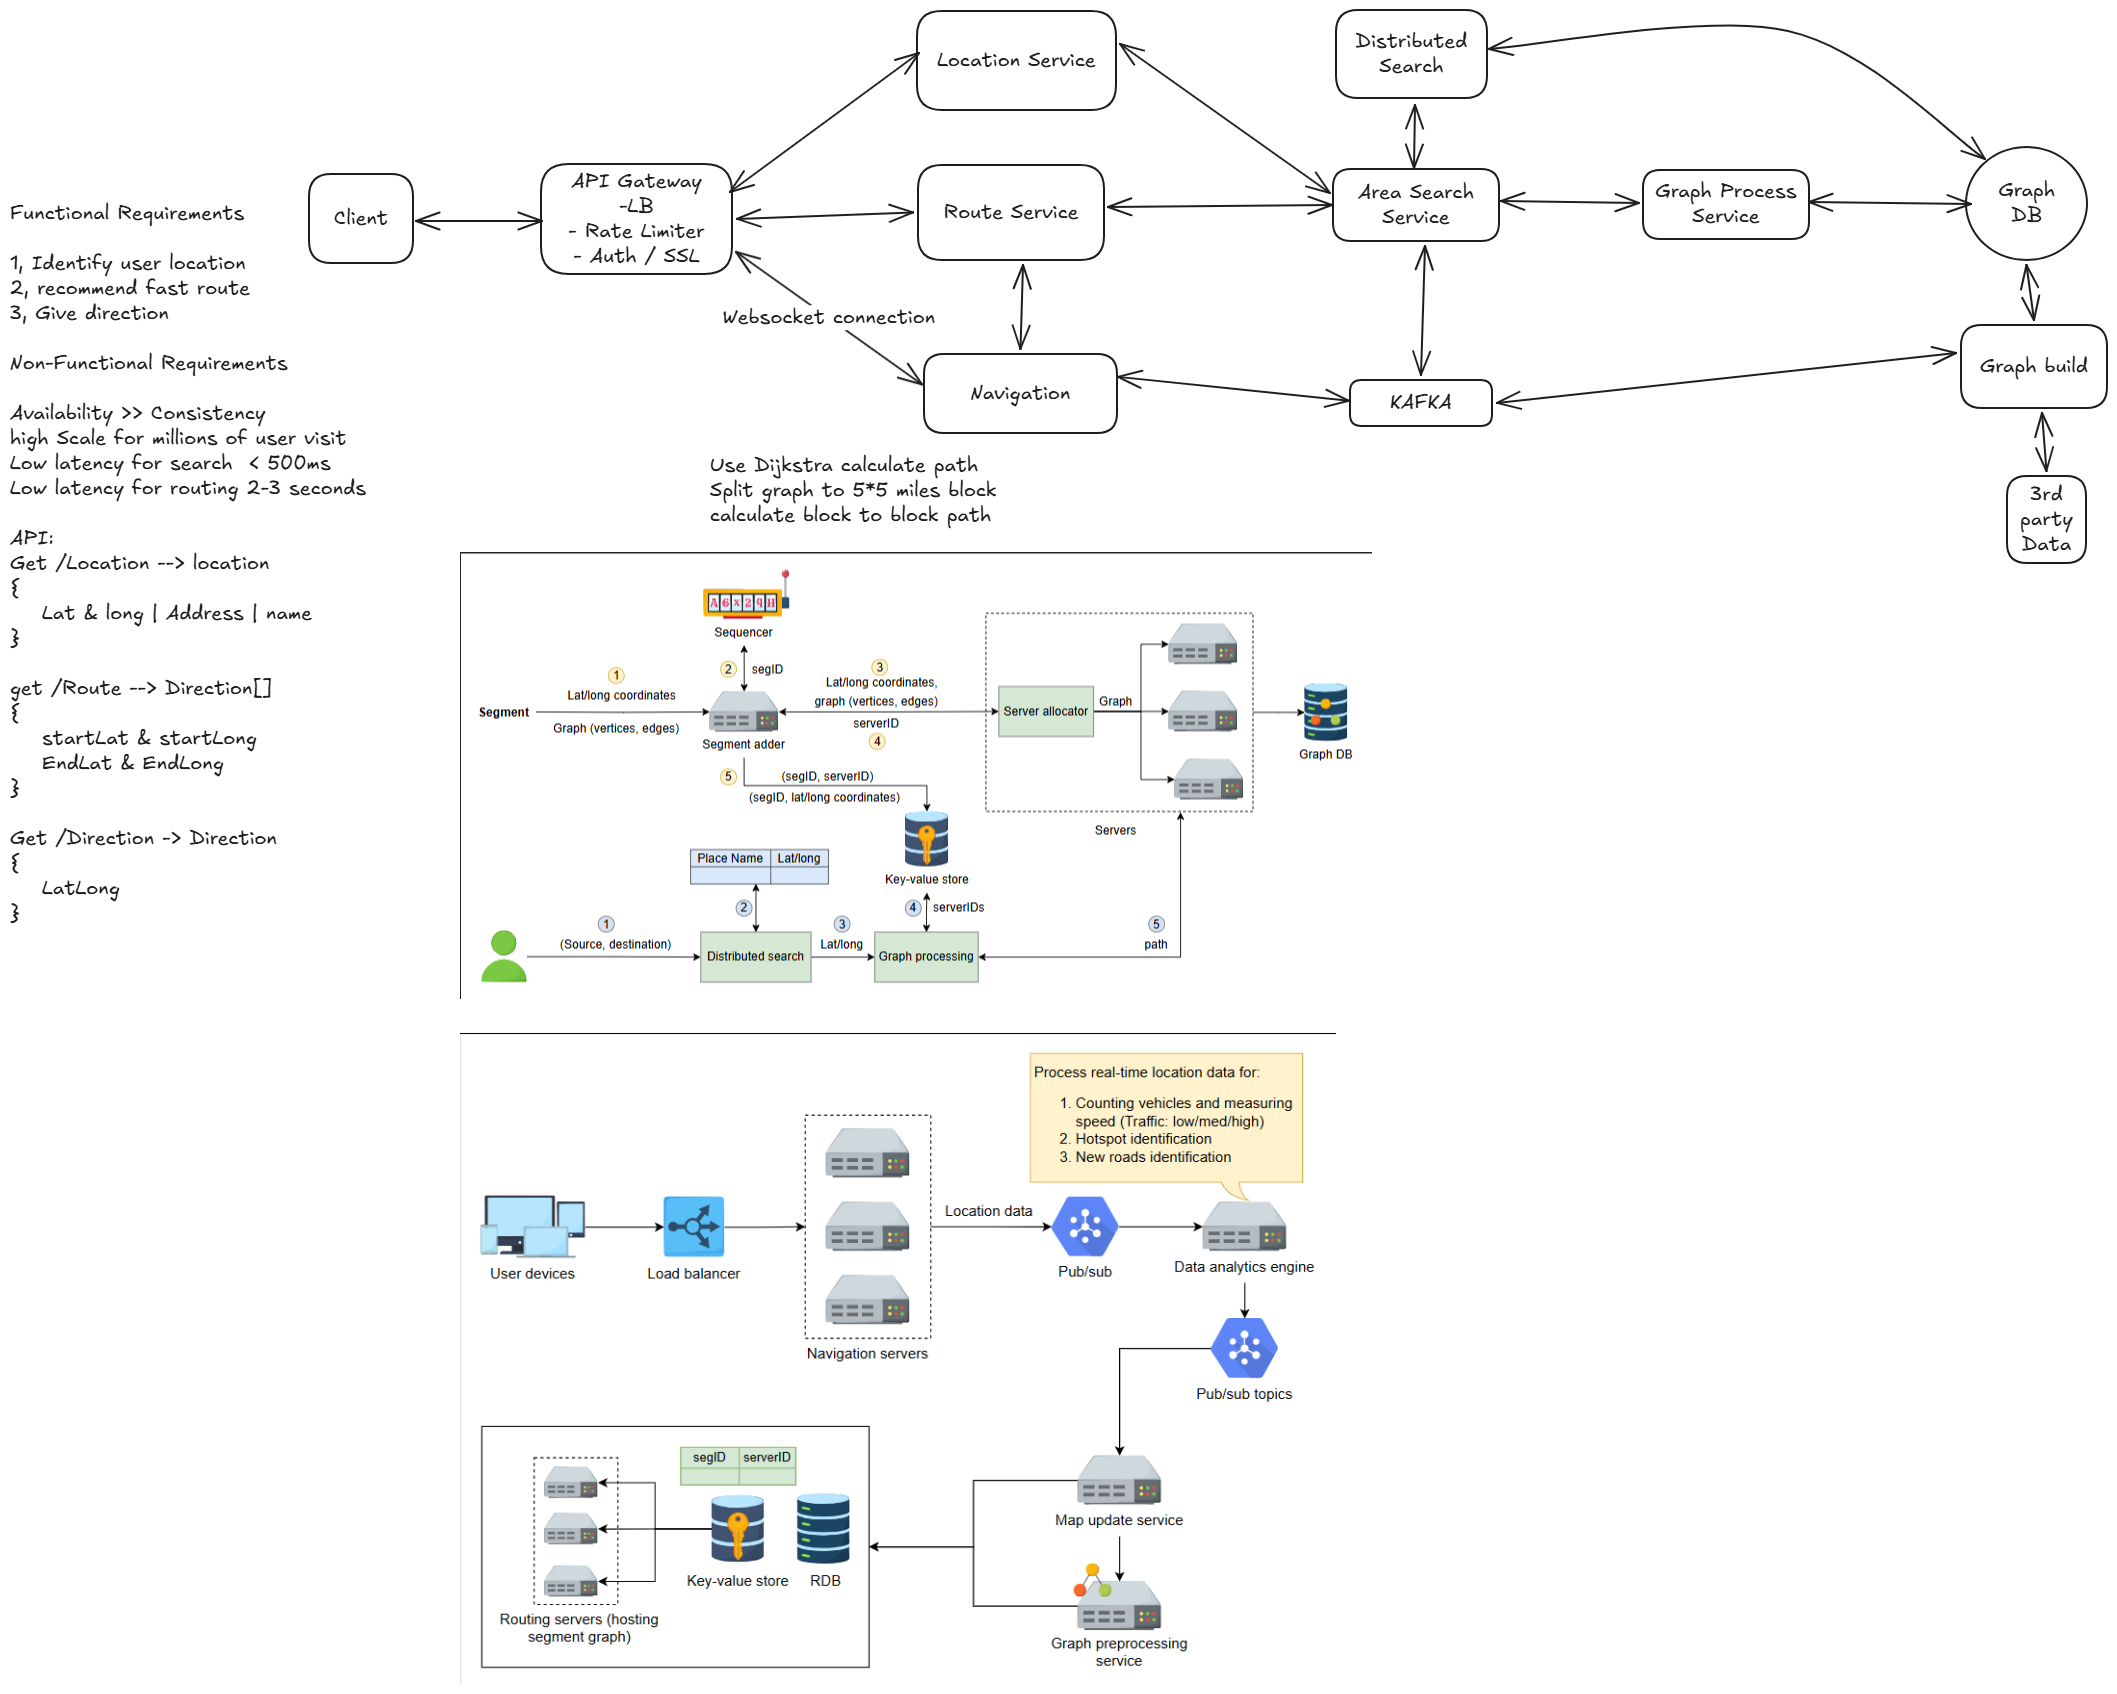 Functional Requirements
1, Identify user location
2, recommend fast route
3, Give direction
Non-Functional Requirements
Availability >> Consistency
high Scale for millions of user visit
Low latency for search  < 500ms
Low latency for routing 2-3 seconds
API:
Get /Location --> location
{
Lat & long | Address | name
}
get /Route --> Direction[]
{
startLat & startLong
EndLat & EndLong
}
Get /Direction -> Direction
{
LatLong
}
Client
API Gateway
-LB
- Rate Limiter
- Auth / SSL
Location Service
Route Service
Websocket connection
Navigation
Distributed
Search
Area Search
Service
Graph Process
Service
Graph
DB
KAFKA
Graph build
3rd
party
Data
Use Dijkstra calculate path
Split graph to 5*5 miles block
calculate block to block path
A6x29H
Sequencer
2
segID
1
Lat/long coordinates
Segment
Graph (vertices, edges)
Segment adder
3
Lat/long coordinates,
graph (vertices, edges)
serverID
4
Server allocator
Graph
Graph DB
Servers
5
(segID, serverID)
(segID, lat/long coordinates)
Key-value store
Place Name
Lat/long
2
1
(Source, destination)
Distributed search
3
Lat/long
4
serverIDs
Graph processing
5
path
Process real-time location data for:
1. Counting vehicles and measuring
speed (Traffic: low/med/high)
2. Hotspot identification
3. New roads identification
User devices
Load balancer
Navigation servers
Location data
Pub/sub
Data analytics engine
Pub/sub topics
Map update service
Graph preprocessing
service
segID
serverID
Key-value store
RDB
Routing servers (hosting
segment graph)